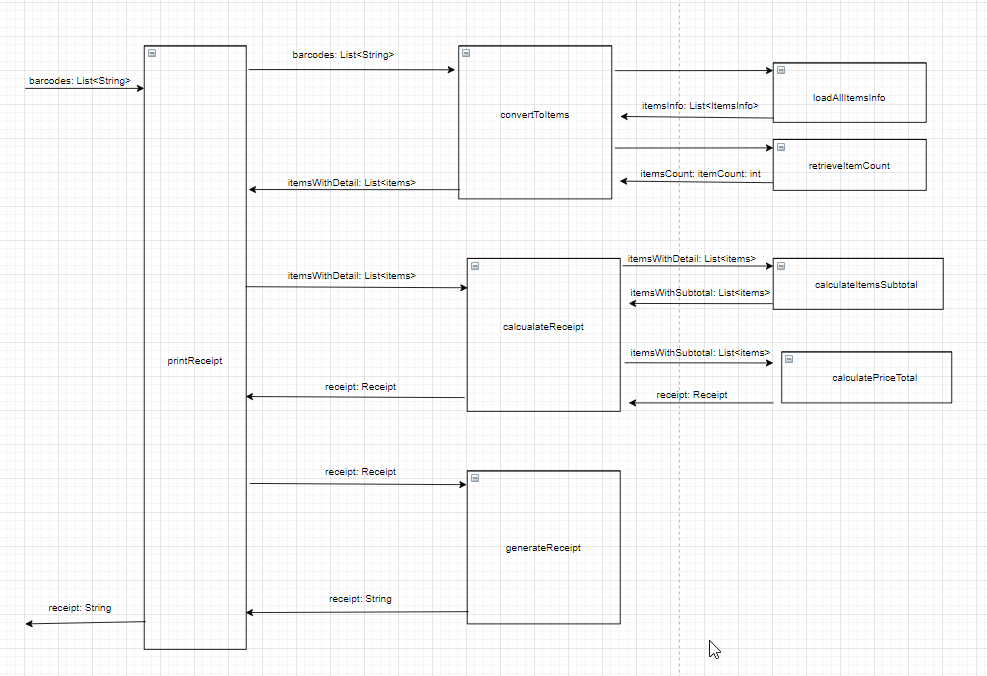 barcodes: List<String>
barcodes: List<String>
convertToItems
loadAllItemsInfo
itemsInfo: List<ItemsInfo>
retrieveItemCount
itemsCount: itemCount: int
itemsWithDetail: List<items>
itemsWithDetail: List<items>
itemsWithDetail: List<items>
calculateItemsSubtotal
itemsWithSubtotal: List<items>
calcualateReceipt
printReceipt
itemsWithSubtotal: List<items>
calculatePriceTotal
receipt: Receipt
receipt: Receipt
receipt: Receipt
generateReceipt
receipt: String
receipt: String